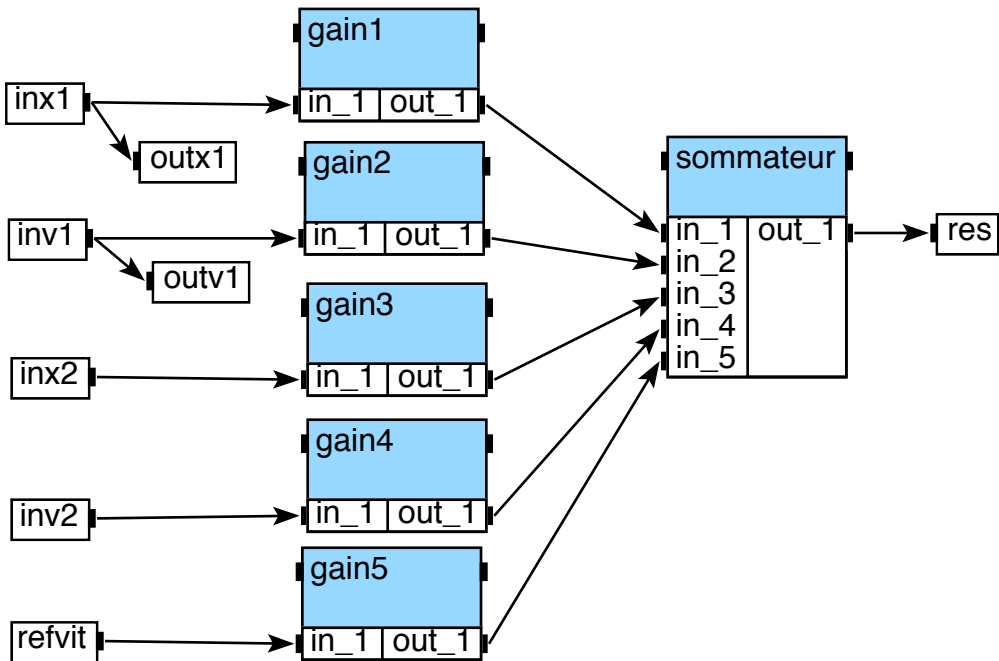 gain1
inx1
in_1 out_1
outx1
gain2
sommateur
inv1
in_1 out_1
in_1 out_1
res
in_2
outv1
in_3
gain3
in_4
in_5
inx2
in_1 out_1
gain4
inv2
in_1 out_1
gain5
refvit
in_1 out_1